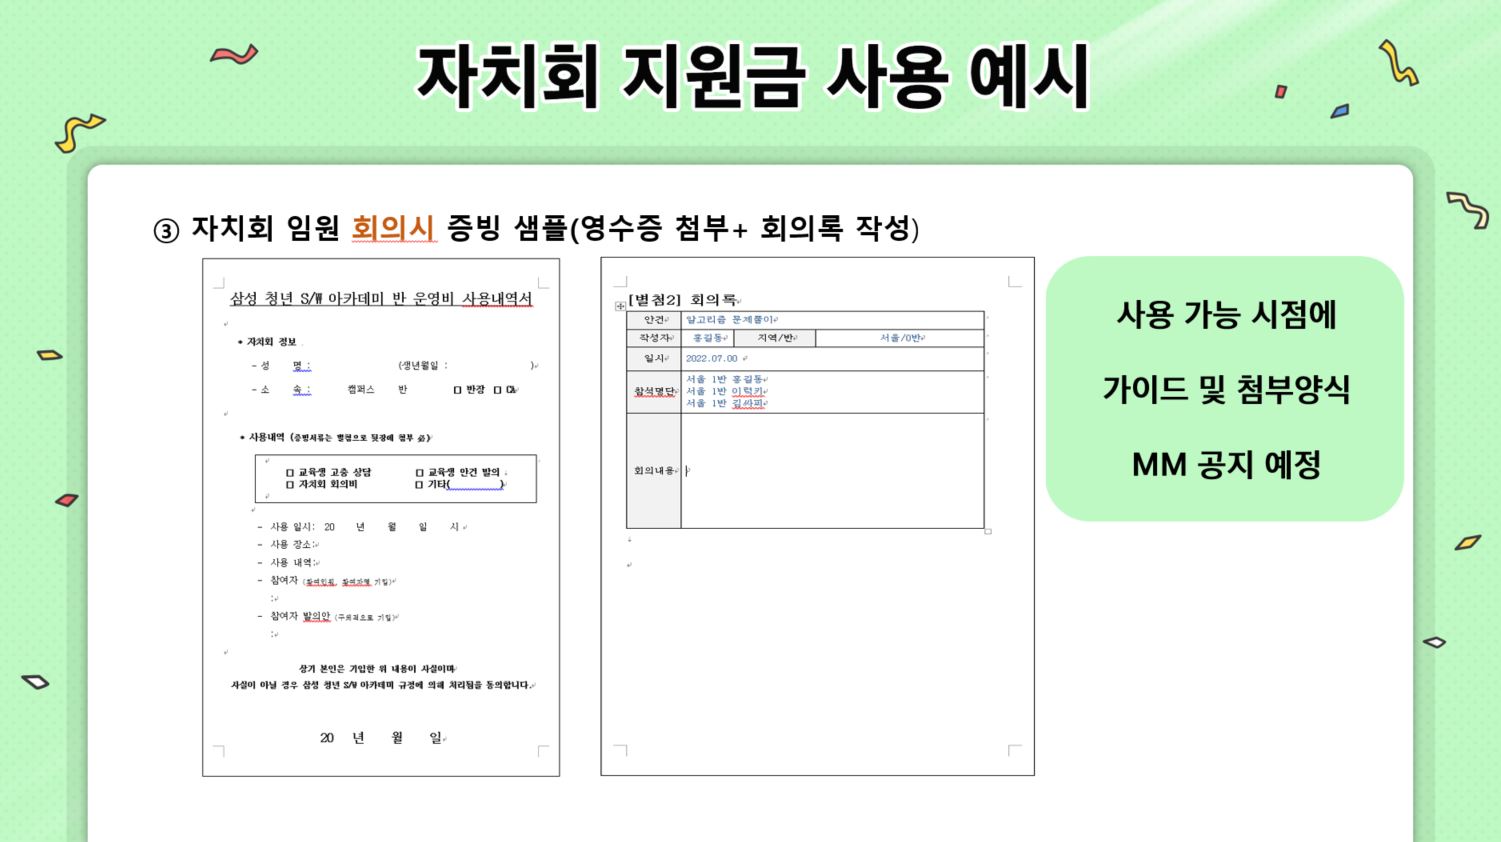 자치회 지원금 사용 예시
③ 자치회 임원 회의시 증빙 샘플(영수증 첨부+ 회의록 작성)
삼성 청년 S/W 아카데미 반 운영비 사용내역서
• 자치회 정보
- 성 명 : (생년월일 : )
- 소 속 : 캠퍼스 반 □ 반장 □
• 사용내역 (증빙서류는 별첨으로 뒷장에 첨부 必)
□ 교육생 고충 상담 □ 교육생 안건 발의
□ 자치회 회의비 □ 기타( )
- 사용 일시: 20 년 월 일 시
- 사용 장소:
- 사용 내역:
- 참여자 (참여인원, 참여자명 기입)
:
- 참여자 발의안 (구체적으로 기입)
:
상기 본인은 기입한 위 내용이 사실이며
사실이 아닐 경우 삼성 청년 S/W 아카데미 규정에 의해 처리됨을 동의합니다.
20 년 월 일
[별첨2] 회의록
안건 알고리즘 문제풀이
작성자 홍길동 지역/반 서울/0반
일시 2022.07.00
참석명단 서울 1반 홍길동
서울 1반 이럭키
서울 1반 김싸피
회의내용
사용 가능 시점에
가이드 및 첨부양식
MM 공지 예정